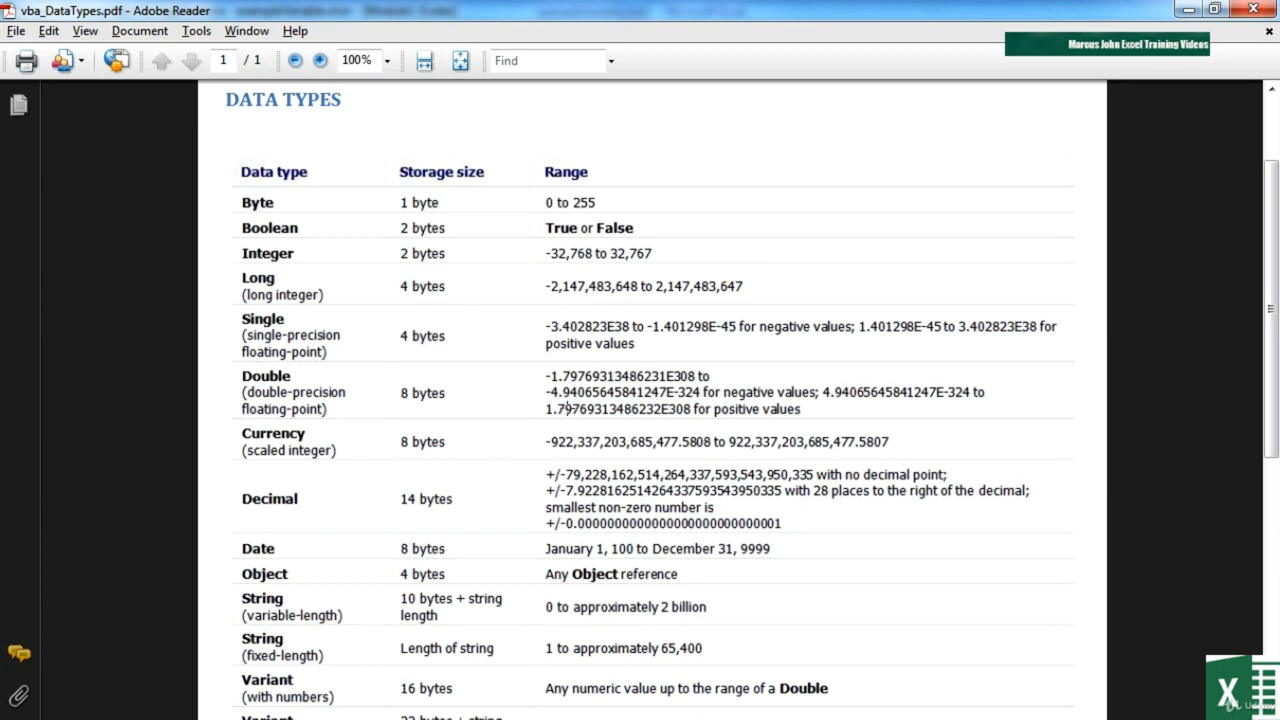 vba_DataTypes.pdf - Adobe Reader
File Edit View Document Tools Window Help
Marcus John Excel Training Videos
1 / 1 100% Find
DATA TYPES
Data type Storage size Range
Byte 1 byte 0 to 255
Boolean 2 bytes True or False
Integer 2 bytes -32,768 to 32,767
Long
(long integer) 4 bytes -2,147,483,648 to 2,147,483,647
Single
(single-precision
floating-point) 4 bytes -3.402823E38 to -1.401298E-45 for negative values; 1.401298E-45 to 3.402823E38 for
positive values
Double
(double-precision
floating-point) 8 bytes -1.79769313486231E308 to
-4.94065645841247E-324 for negative values; 4.94065645841247E-324 to
1.79769313486232E308 for positive values
Currency
(scaled integer) 8 bytes -922,337,203,685,477.5808 to 922,337,203,685,477.5807
Decimal 14 bytes +/-79,228,162,514,264,337,593,543,950,335 with no decimal point;
+/-7.9228162514264337593543950335 with 28 places to the right of the decimal;
smallest non-zero number is
+/-0.0000000000000000000000000001
Date 8 bytes January 1, 100 to December 31, 9999
Object 4 bytes Any Object reference
String
(variable-length) 10 bytes + string
length 0 to approximately 2 billion
String
(fixed-length) Length of string 1 to approximately 65,400
Variant
(with numbers) 16 bytes Any numeric value up to the range of a Double
Variant 22 bytes + string
X
Udemy